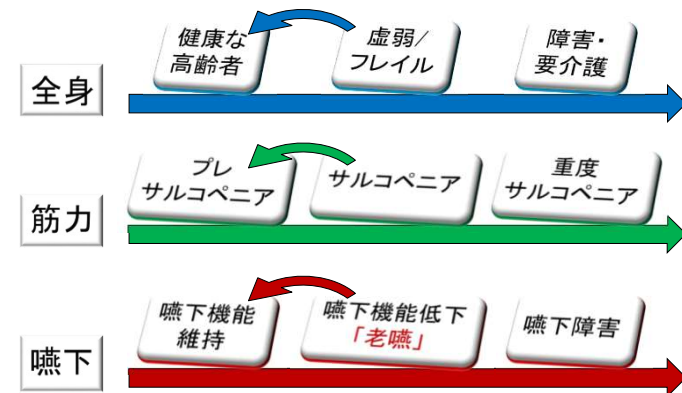 健康な
高齢者
虚弱/
フレイル
障害・
要介護
全身
プレ
サルコペニア
サルコペニア
重度
サルコペニア
筋力
嚥下機能
維持
嚥下機能低下
「老嚥」
嚥下障害
嚥下